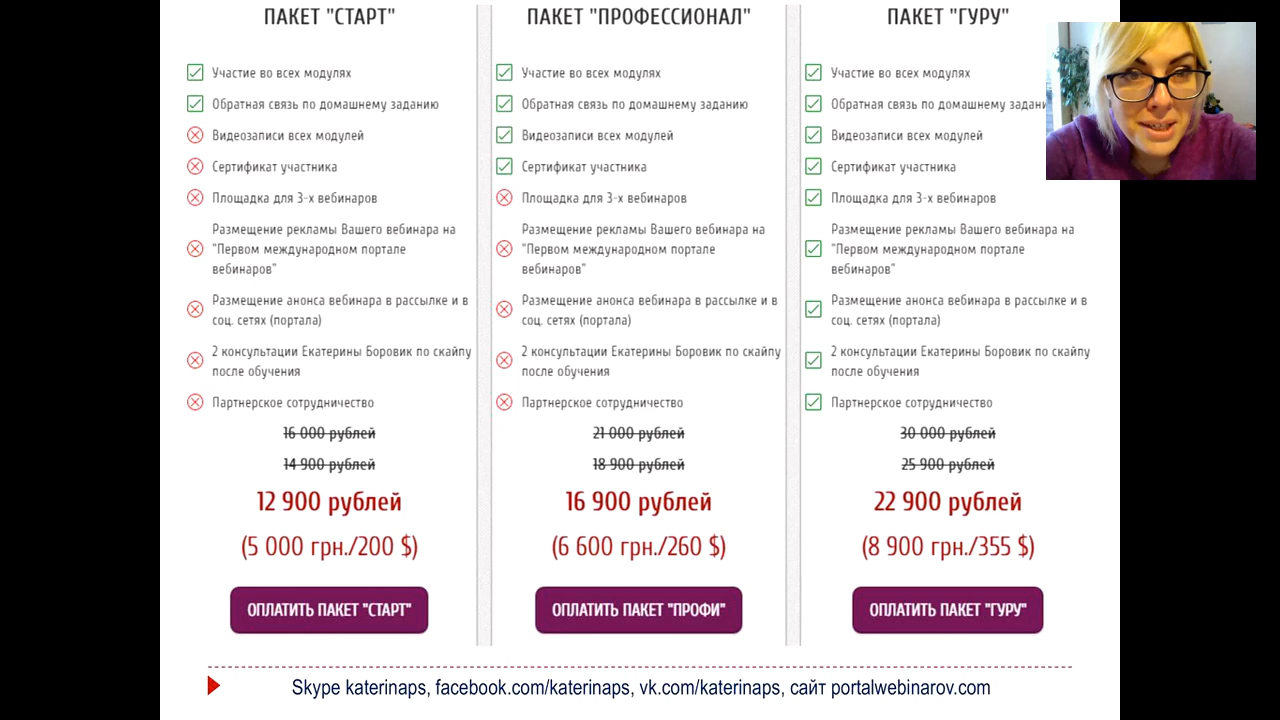 ПАКЕТ "СТАРТ"
Участие во всех модулях
Обратная связь по домашнему заданию
Видеозаписи всех модулей
Сертификат участника
Площадка для 3-х вебинаров
Размещение рекламы Вашего вебинара на
"Первом международном портале
вебинаров"
Размещение анонса вебинара в рассылке и в
соц. сетях (портала)
2 консультации Екатерины Боровик по скайпу
после обучения
Партнерское сотрудничество
16 000 рублей
14 900 рублей
12 900 рублей
(5 000 грн./200 $)
ОПЛАТИТЬ ПАКЕТ "СТАРТ"
ПАКЕТ "ПРОФЕССИОНАЛ"
Участие во всех модулях
Обратная связь по домашнему заданию
Видеозаписи всех модулей
Сертификат участника
Площадка для 3-х вебинаров
Размещение рекламы Вашего вебинара на
"Первом международном портале
вебинаров"
Размещение анонса вебинара в рассылке и в
соц. сетях (портала)
2 консультации Екатерины Боровик по скайпу
после обучения
Партнерское сотрудничество
21 000 рублей
18 900 рублей
16 900 рублей
(6 600 грн./260 $)
ОПЛАТИТЬ ПАКЕТ "ПРОФИ"
ПАКЕТ "ГУРУ"
Участие во всех модулях
Обратная связь по домашнему задани
Видеозаписи всех модулей
Сертификат участника
Площадка для 3-х вебинаров
Размещение рекламы Вашего вебинара на
"Первом международном портале
вебинаров"
Размещение анонса вебинара в рассылке и в
соц. сетях (портала)
2 консультации Екатерины Боровик по скайпу
после обучения
Партнерское сотрудничество
30 000 рублей
25 900 рублей
22 900 рублей
(8 900 грн./355 $)
ОПЛАТИТЬ ПАКЕТ "ГУРУ"
Skype katerinaps, facebook.com/katerinaps, vk.com/katerinaps, сайт portalwebinarov.com